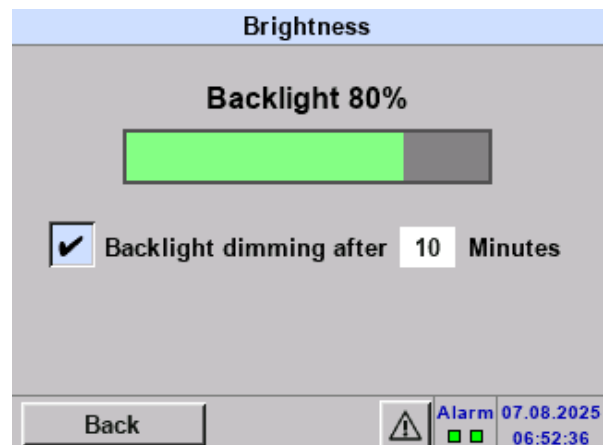 Brightness
Backlight 80%
Backlight dimming after 10 Minutes
Back
Alarm 07.08.2025
06:52:36